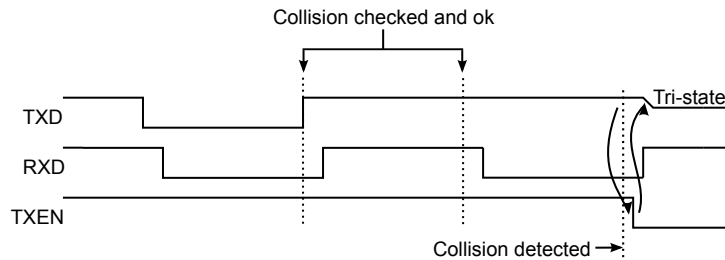 Collision checked and ok
Tri-state
TXD
RXD
TXEN
Collision detected